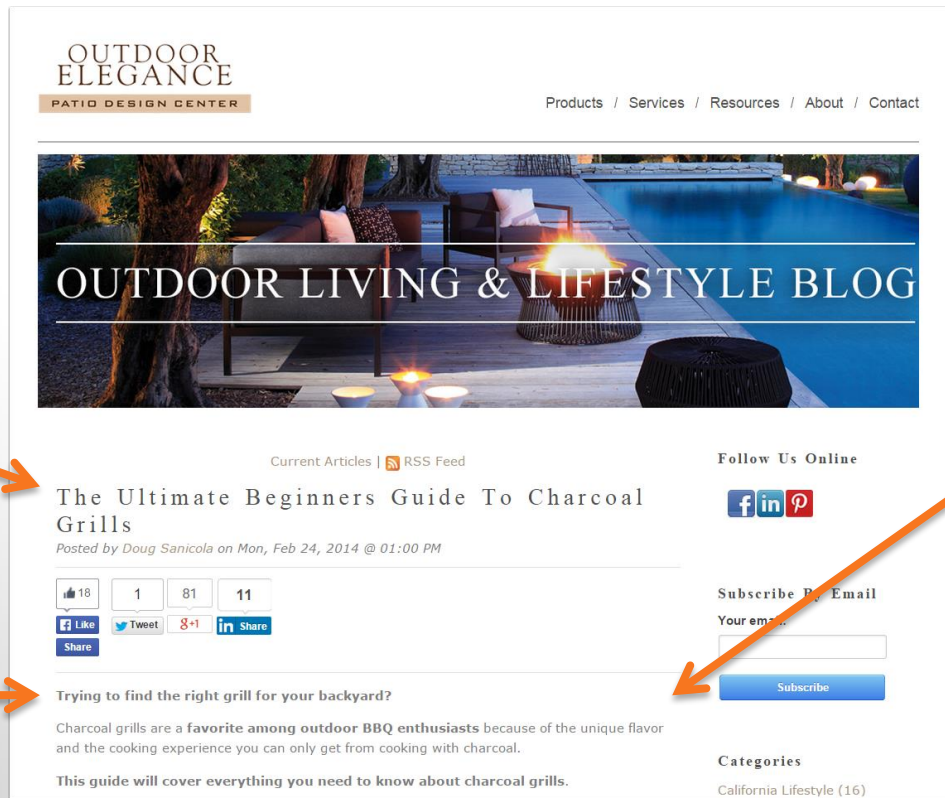 OUTDOOR
ELEGANCE
PATIO DESIGN CENTER
Products / Services / Resources / About / Contact
OUTDOOR LIVING & LIFESTYLE BLOG
Current Articles | RSS Feed
The Ultimate Beginners Guide To Charcoal
Grills
Posted by Doug Sanicola on Mon, Feb 24, 2014 @ 01:00 PM
18 1 81 11
Like Tweet g+1 in Share
Share
Trying to find the right grill for your backyard?
Charcoal grills are a favorite among outdoor BBQ enthusiasts because of the unique flavor
and the cooking experience you can only get from cooking with charcoal.
This guide will cover everything you need to know about charcoal grills.
Follow Us Online
f in P
Subscribe By Email
Your email:
Subscribe
Categories
California Lifestyle (16)